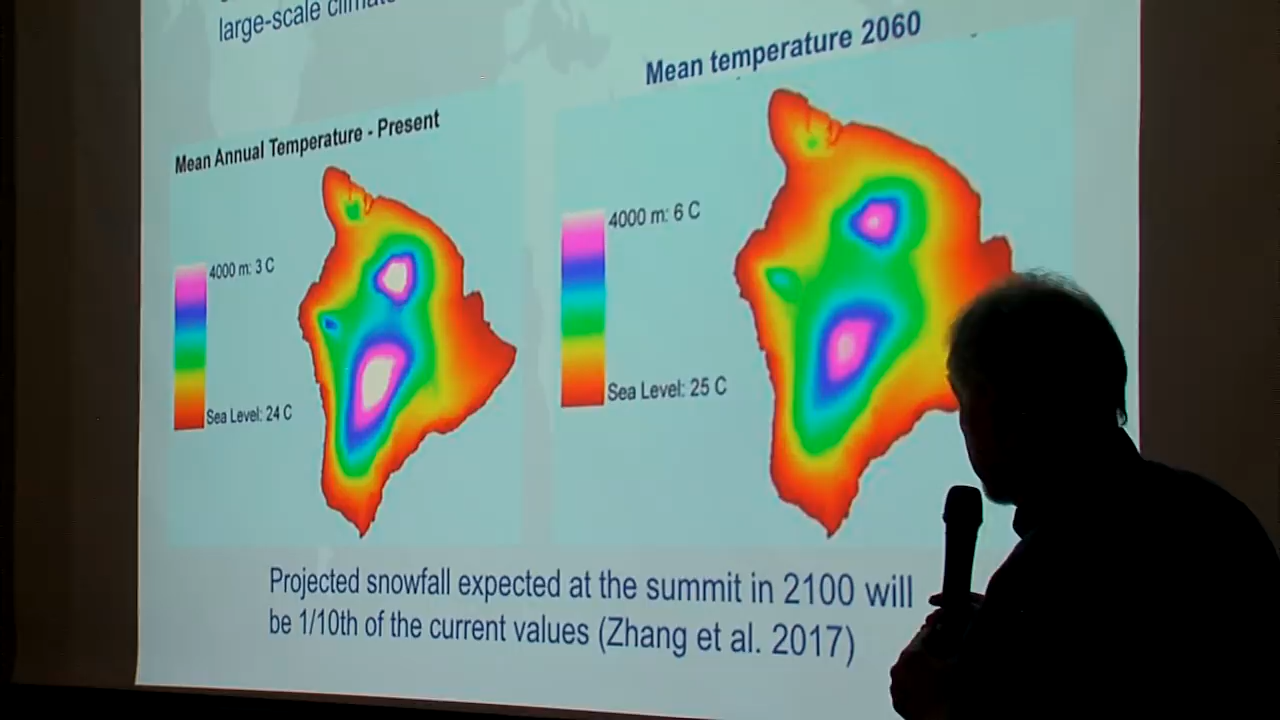 large-scale climate
Mean temperature 2060
Mean Annual Temperature - Present
4000 m: 3 C
Sea Level: 24 C
4000 m: 6 C
Sea Level: 25 C
Projected snowfall expected at the summit in 2100 will
be 1/10th of the current values (Zhang et al. 2017)